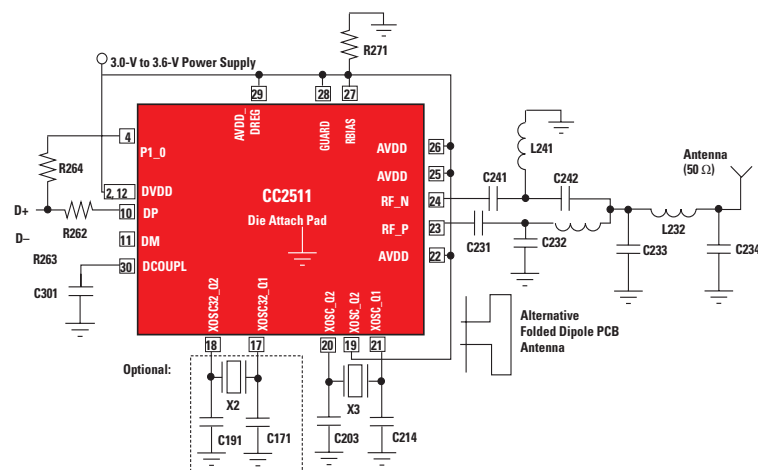 R271
3.0-V to 3.6-V Power Supply
29
28
27
AVDD_
DREG
GUARD
RBIAS
4
P1_0
AVDD
26
R264
AVDD
25
L241
Antenna
(50 Ω)
2, 12
DVDD
CC2511
RF_N
24
C241
C242
D+
10
DP
Die Attach Pad
RF_P
23
R262
C231
C232
L232
D–
11
DM
AVDD
22
C233
C234
R263
30
DCOUPL
C301
XOSC32_Q2
XOSC32_Q1
XOSC_Q2
XOSC_Q2
XOSC_Q1
Alternative
Folded Dipole PCB
Antenna
18
17
20
19
21
Optional:
X2
X3
C191
C171
C203
C214